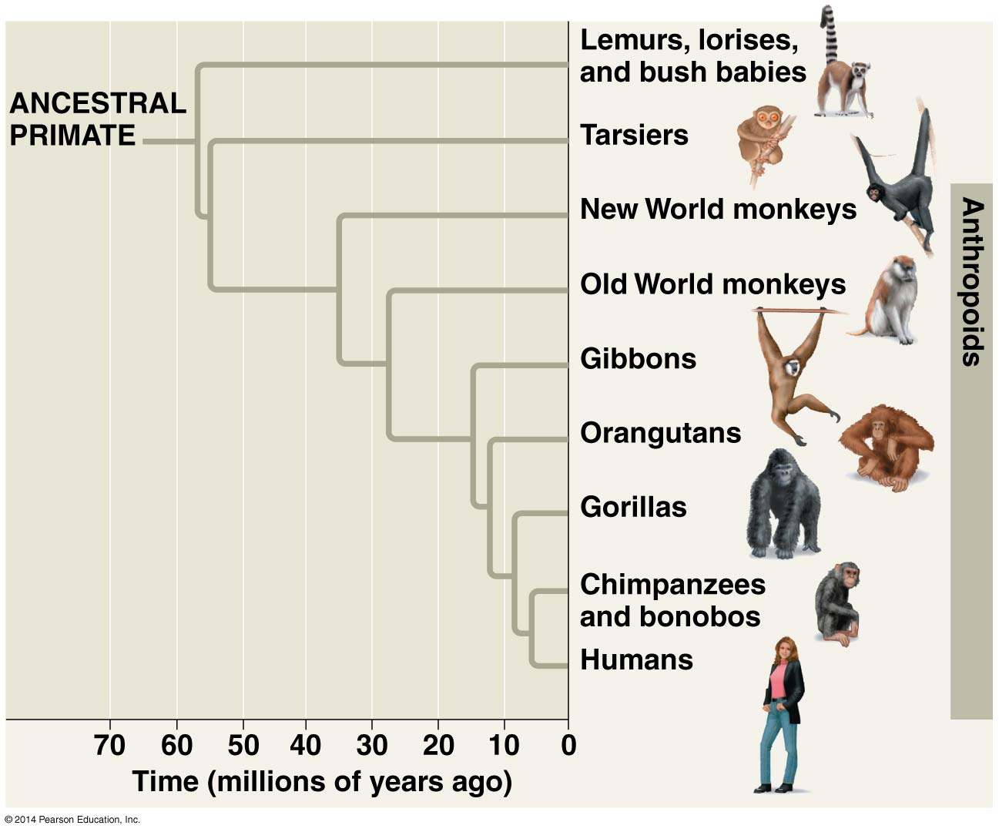 Lemurs, lorises,
and bush babies
ANCESTRAL
PRIMATE
Tarsiers
New World monkeys
Old World monkeys
Gibbons
Orangutans
Gorillas
Chimpanzees
and bonobos
Humans
Anthropoids
70 60 50 40 30 20 10 0
Time (millions of years ago)
© 2014 Pearson Education, Inc.